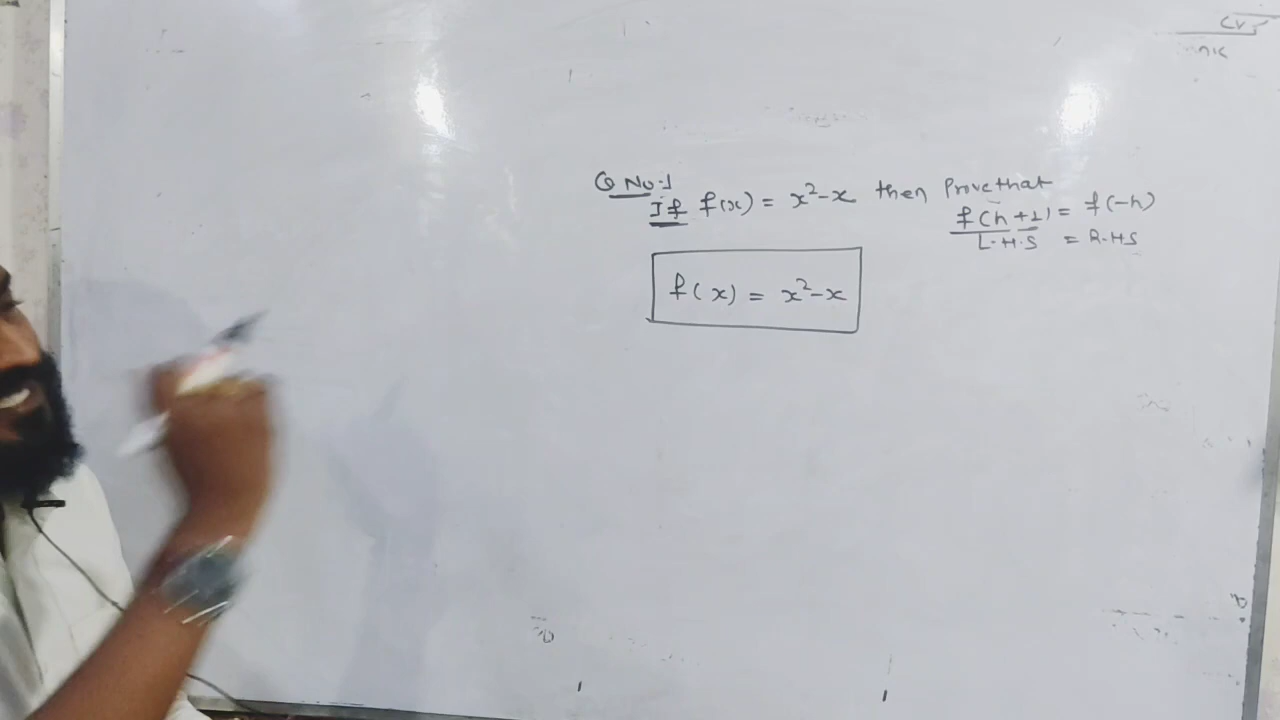 Q No:1
If f(x) = x²-x then Prove that
f(h+1) = f(-h)
L.H.S = R.H.S
f(x) = x²-x